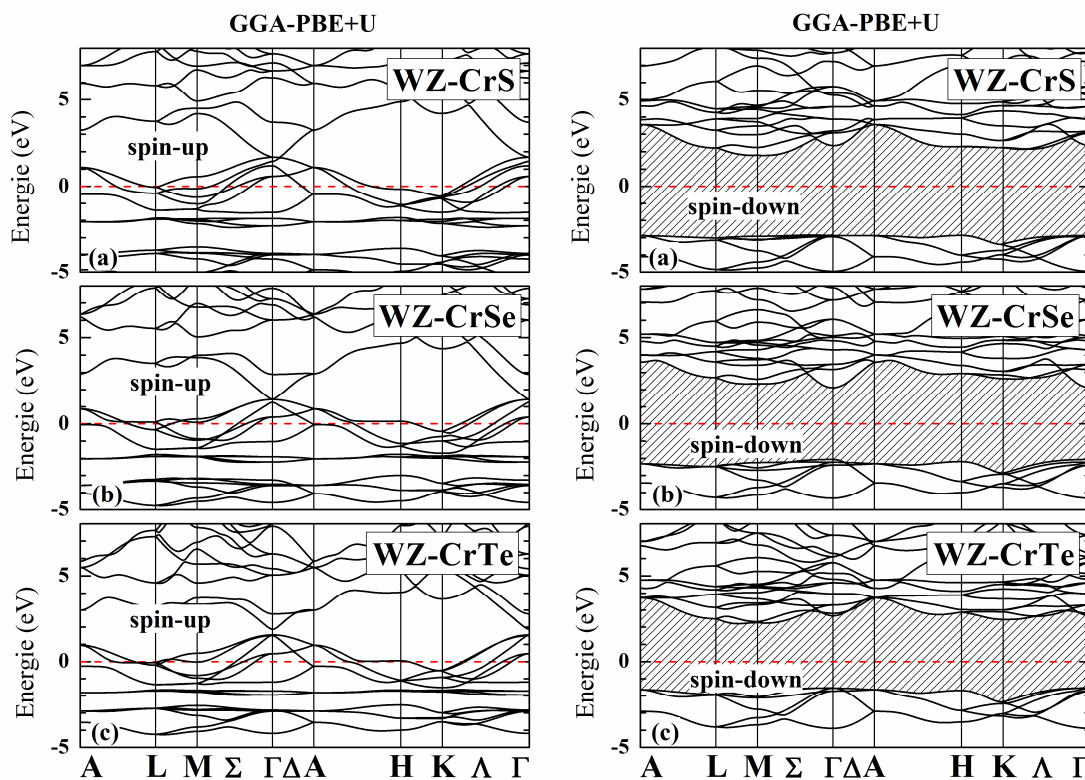 GGA-PBE+U
GGA-PBE+U
WZ-CrS
spin-up
5
0
-5
Energie (eV)
(a)
WZ-CrS
spin-down
5
0
-5
Energie (eV)
(a)
WZ-CrSe
spin-up
5
0
-5
Energie (eV)
(b)
WZ-CrSe
spin-down
5
0
-5
Energie (eV)
(b)
WZ-CrTe
spin-up
5
0
-5
Energie (eV)
(c)
WZ-CrTe
spin-down
5
0
-5
Energie (eV)
(c)
A L M Σ Γ Δ A H K Λ Γ
A L M Σ Γ Δ A H K Λ Γ